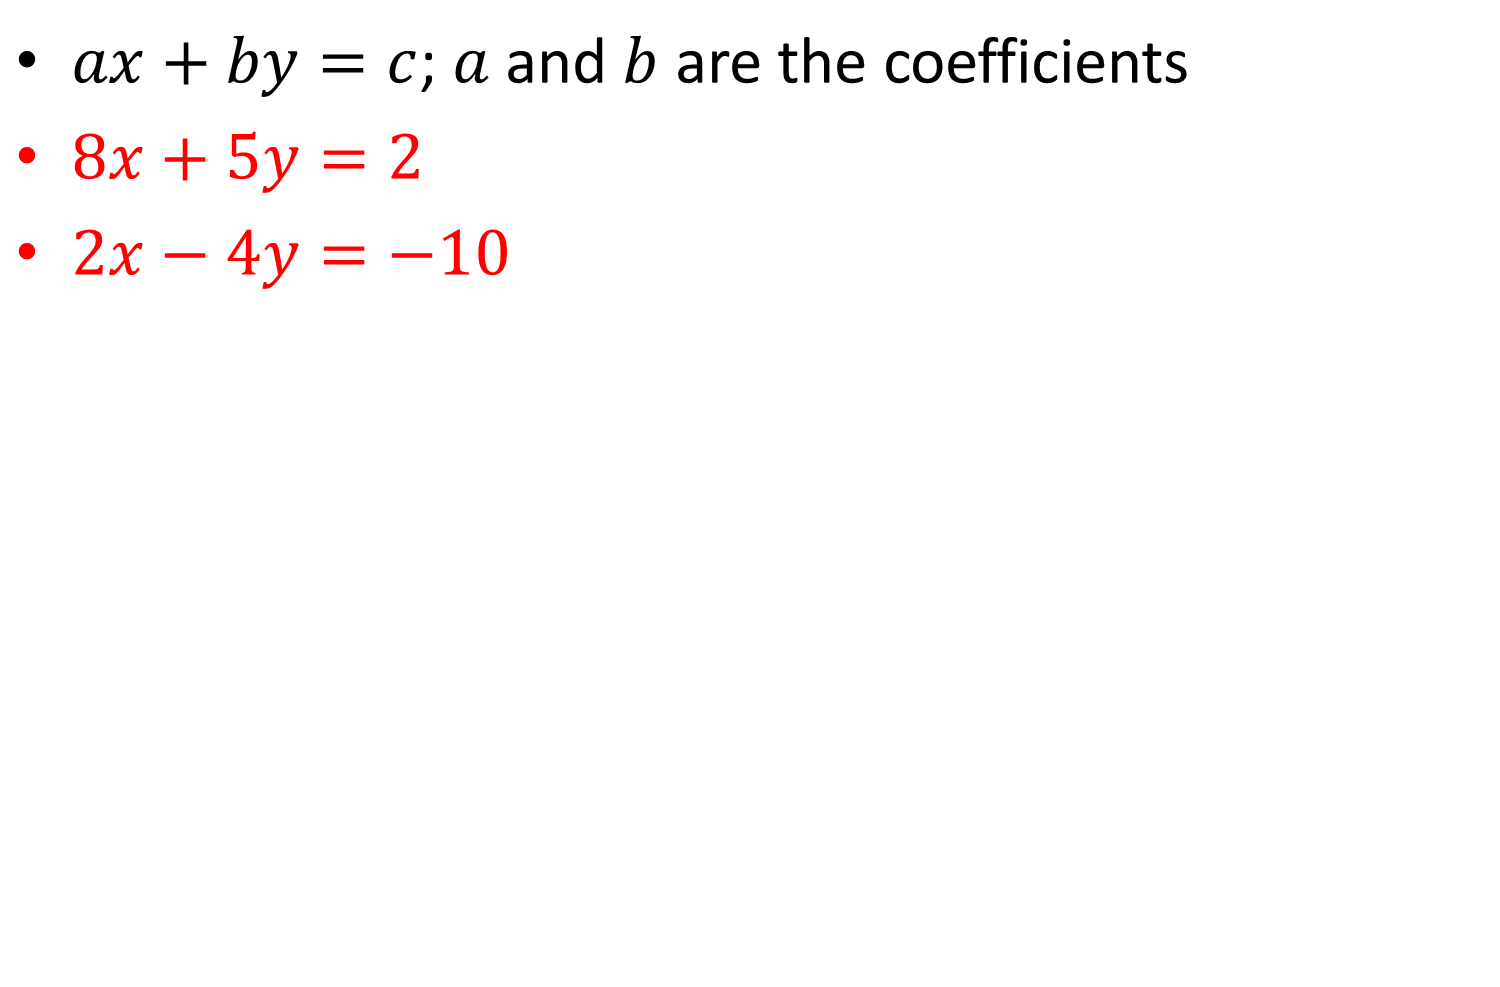 • 𝑎𝑥 + 𝑏𝑦 = 𝑐; 𝑎 and 𝑏 are the coefficients
• 8𝑥 + 5𝑦 = 2
• 2𝑥 − 4𝑦 = −10